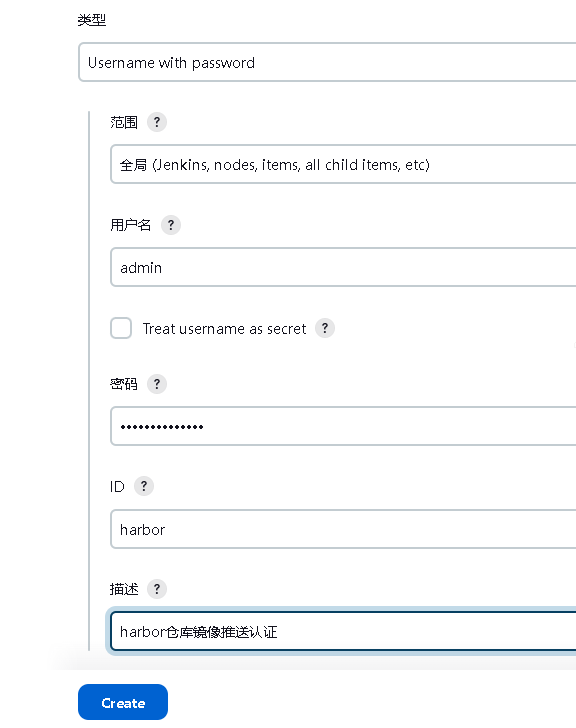 类型
Username with password
范围 ?
全局 (Jenkins, nodes, items, all child items, etc)
用户名 ?
admin
Treat username as secret ?
密码 ?
••••••••••••••
ID ?
harbor
描述 ?
harbor仓库镜像推送认证
Create